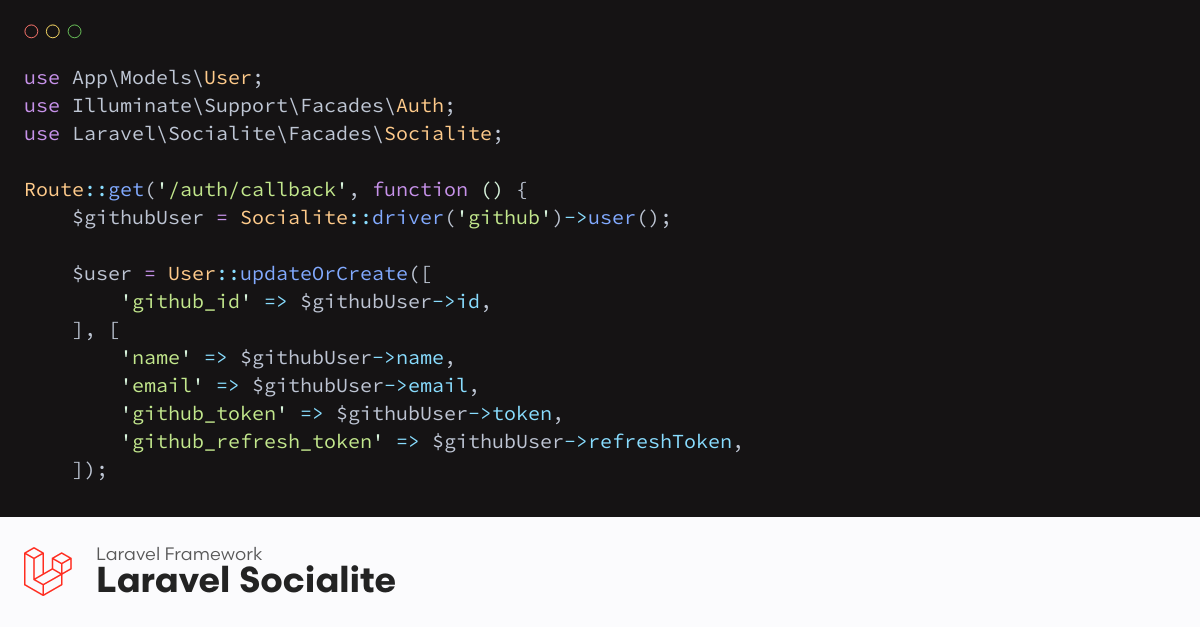 use App\Models\User;
use Illuminate\Support\Facades\Auth;
use Laravel\Socialite\Facades\Socialite;
Route::get('/auth/callback', function () {
    $githubUser = Socialite::driver('github')->user();
    $user = User::updateOrCreate([
        'github_id' => $githubUser->id,
    ], [
        'name' => $githubUser->name,
        'email' => $githubUser->email,
        'github_token' => $githubUser->token,
        'github_refresh_token' => $githubUser->refreshToken,
    ]);
Laravel Framework
Laravel Socialite